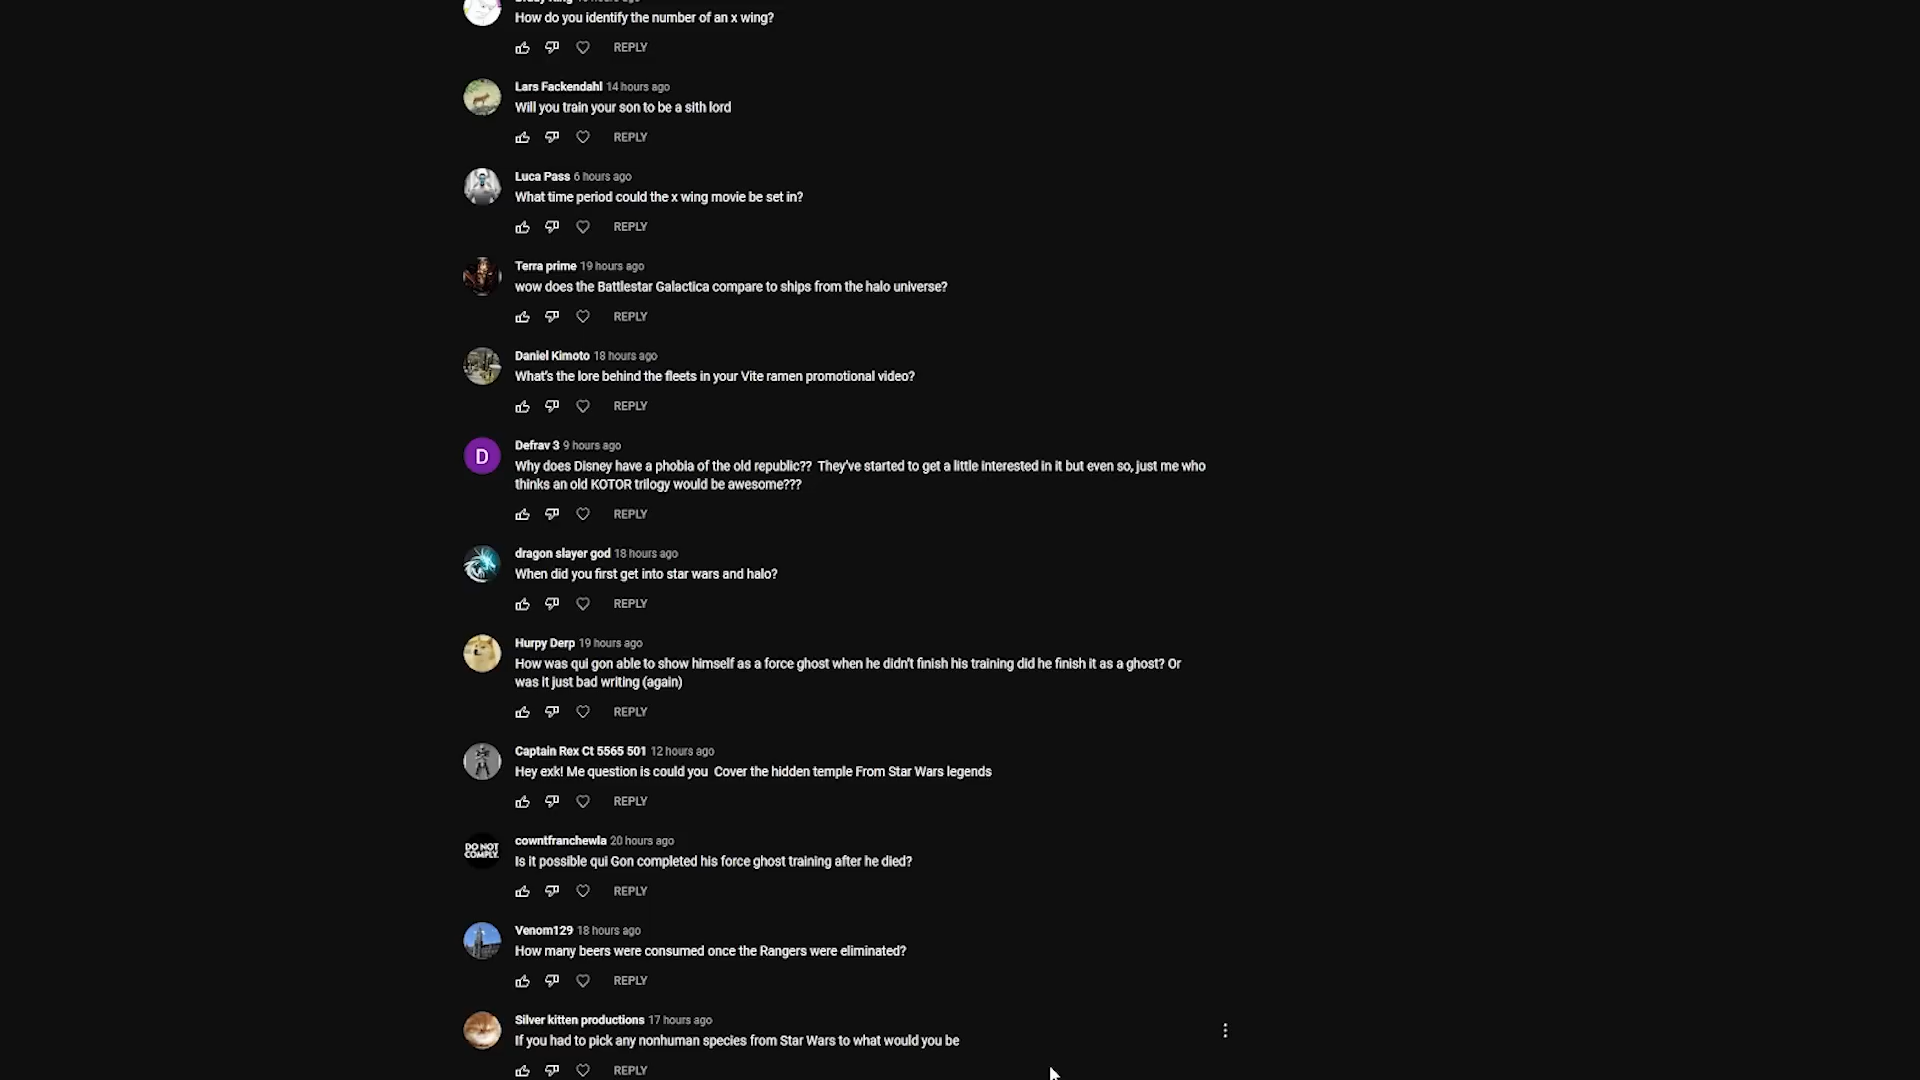 How do you identify the number of an x wing?
REPLY
Lars Fackendahl 14 hours ago
Will you train your son to be a sith lord
REPLY
Luca Pass 6 hours ago
What time period could the x wing movie be set in?
REPLY
Terra prime 19 hours ago
wow does the Battlestar Galactica compare to ships from the halo universe?
REPLY
Daniel Kimoto 18 hours ago
What's the lore behind the fleets in your Vite ramen promotional video?
REPLY
D
Defrav 3 9 hours ago
Why does Disney have a phobia of the old republic?? They've started to get a little interested in it but even so, just me who
thinks an old KOTOR trilogy would be awesome???
REPLY
dragon slayer god 18 hours ago
When did you first get into star wars and halo?
REPLY
Hurpy Derp 19 hours ago
How was qui gon able to show himself as a force ghost when he didn't finish his training did he finish it as a ghost? Or
was it just bad writing (again)
REPLY
Captain Rex Ct 5565 501 12 hours ago
Hey exk! Me question is could you Cover the hidden temple From Star Wars legends
REPLY
DO NOT
COMPLY.
cowntfranchewla 20 hours ago
Is it possible qui Gon completed his force ghost training after he died?
REPLY
Venom129 18 hours ago
How many beers were consumed once the Rangers were eliminated?
REPLY
Silver kitten productions 17 hours ago
If you had to pick any nonhuman species from Star Wars to what would you be
REPLY